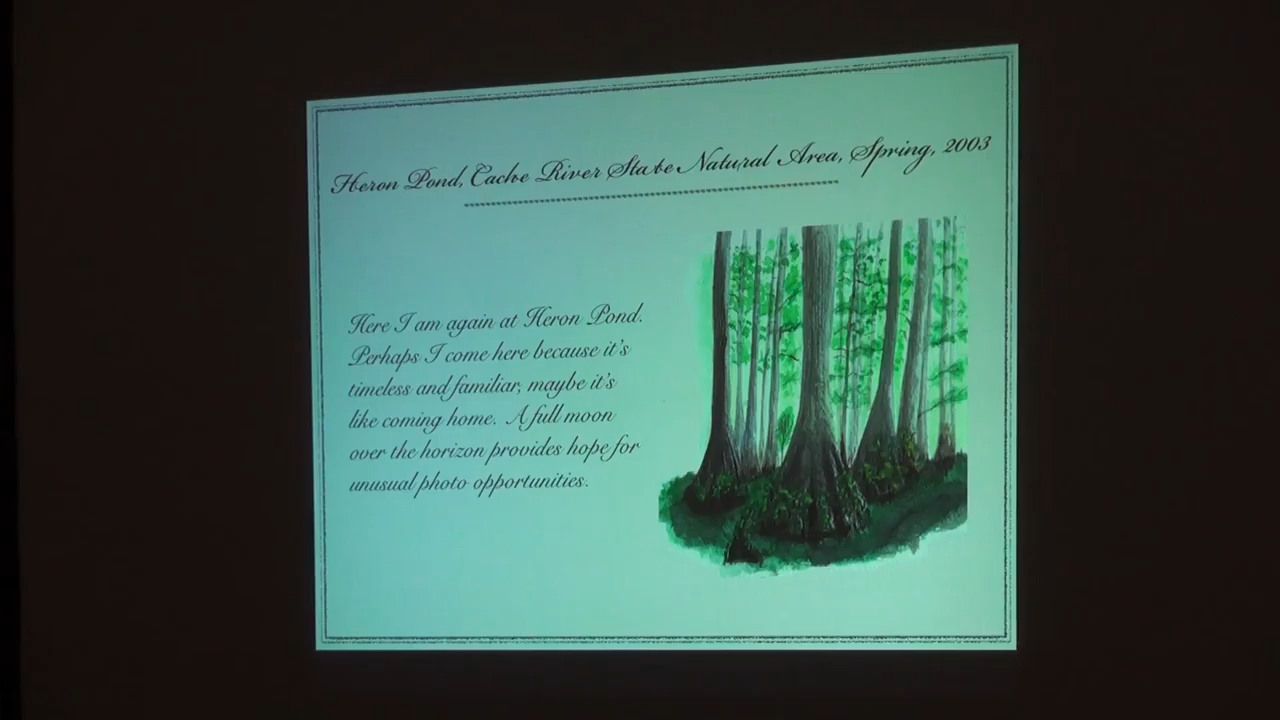 Heron Pond, Cache River State Natural Area, Spring, 2003
Here I am again at Heron Pond.
Perhaps I come here because it's
timeless and familiar, maybe it's
like coming home. A full moon
over the horizon provides hope for
unusual photo opportunities.